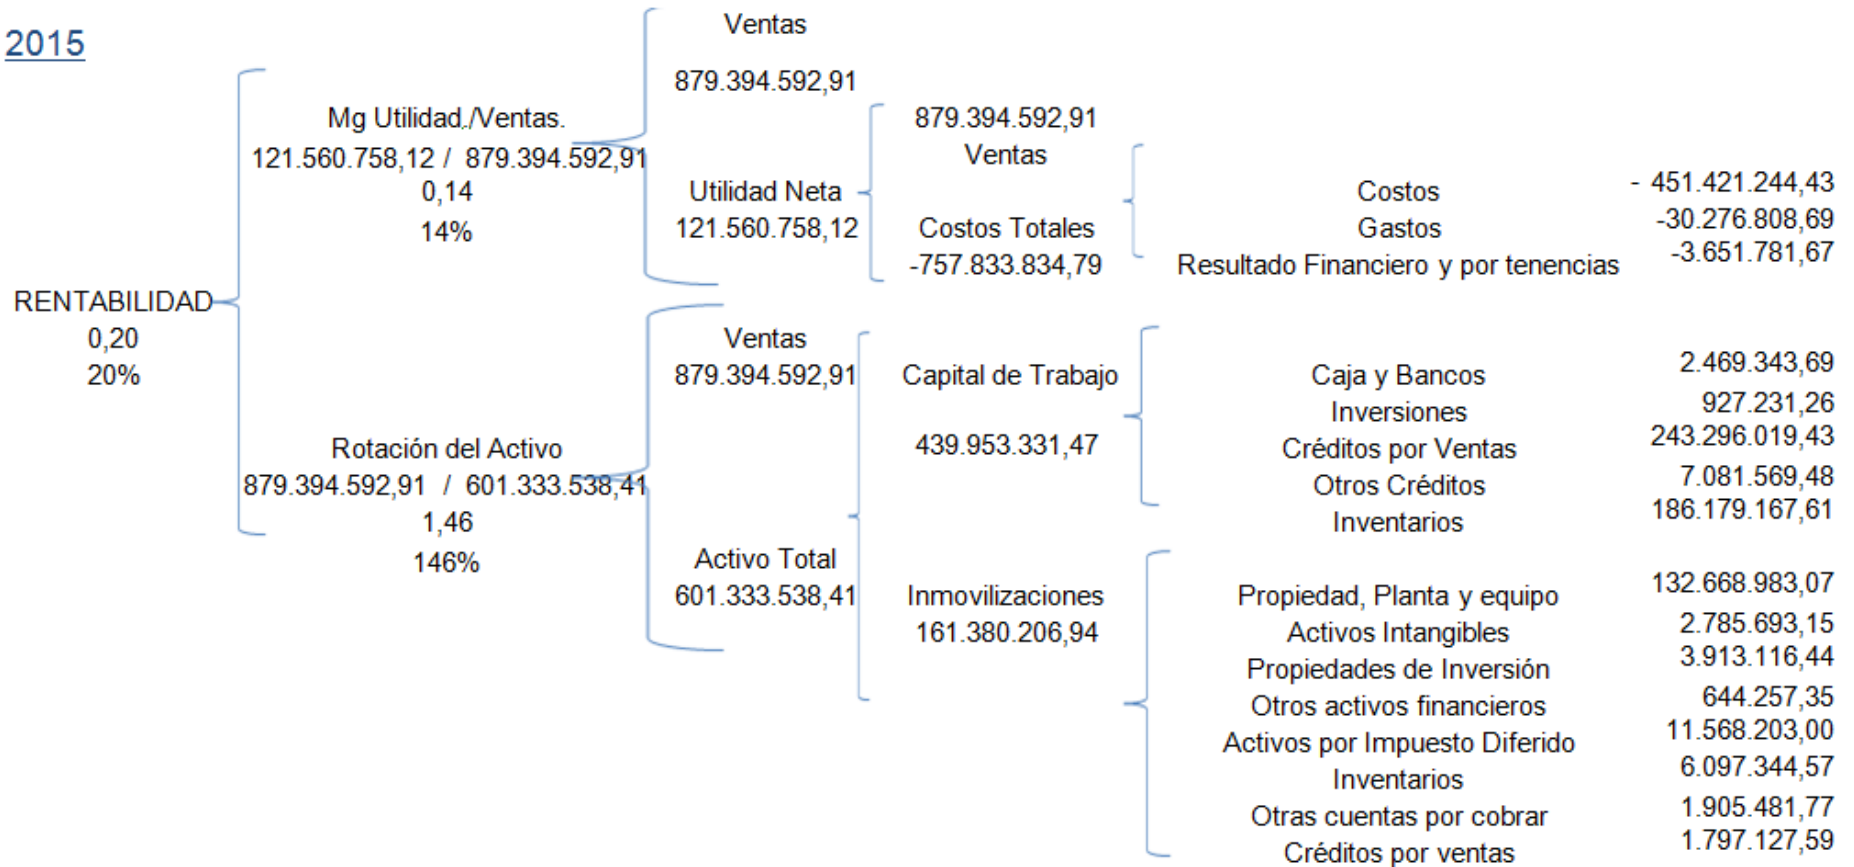 2015
Ventas
879.394.592,91
Mg Utilidad./Ventas.
121.560.758,12 / 879.394.592,91
0,14
14%
Utilidad Neta
121.560.758,12
879.394.592,91
Ventas
Costos Totales
-757.833.834,79
Costos - 451.421.244,43
Gastos -30.276.808,69
Resultado Financiero y por tenencias -3.651.781,67
RENTABILIDAD
0,20
20%
Ventas
879.394.592,91
Rotación del Activo
879.394.592,91 / 601.333.538,41
1,46
146%
Activo Total
601.333.538,41
Capital de Trabajo
439.953.331,47
Caja y Bancos 2.469.343,69
Inversiones 927.231,26
Créditos por Ventas 243.296.019,43
Otros Créditos 7.081.569,48
Inventarios 186.179.167,61
Inmovilizaciones
161.380.206,94
Propiedad, Planta y equipo 132.668.983,07
Activos Intangibles 2.785.693,15
Propiedades de Inversión 3.913.116,44
Otros activos financieros 644.257,35
Activos por Impuesto Diferido 11.568.203,00
Inventarios 6.097.344,57
Otras cuentas por cobrar 1.905.481,77
Créditos por ventas 1.797.127,59